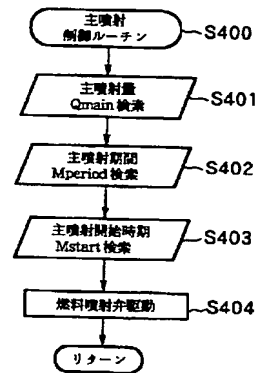 主噴射
制御ルーチン
S400
主噴射量
Qmain 検索
S401
主噴射期間
Mperiod 検索
S402
主噴射開始時期
Mstart 検索
S403
燃料噴射弁駆動
S404
リターン